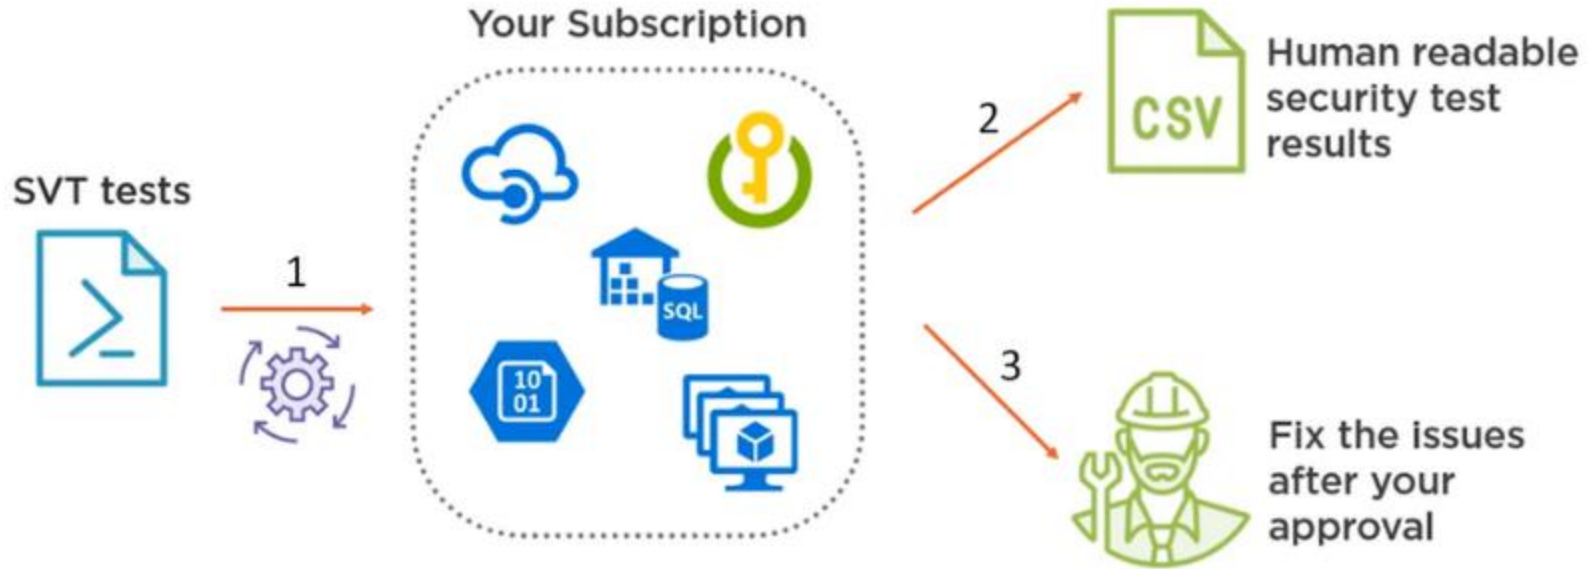 Your Subscription
SVT tests
1
SQL
10
01
2
CSV
Human readable
security test
results
3
Fix the issues
after your
approval